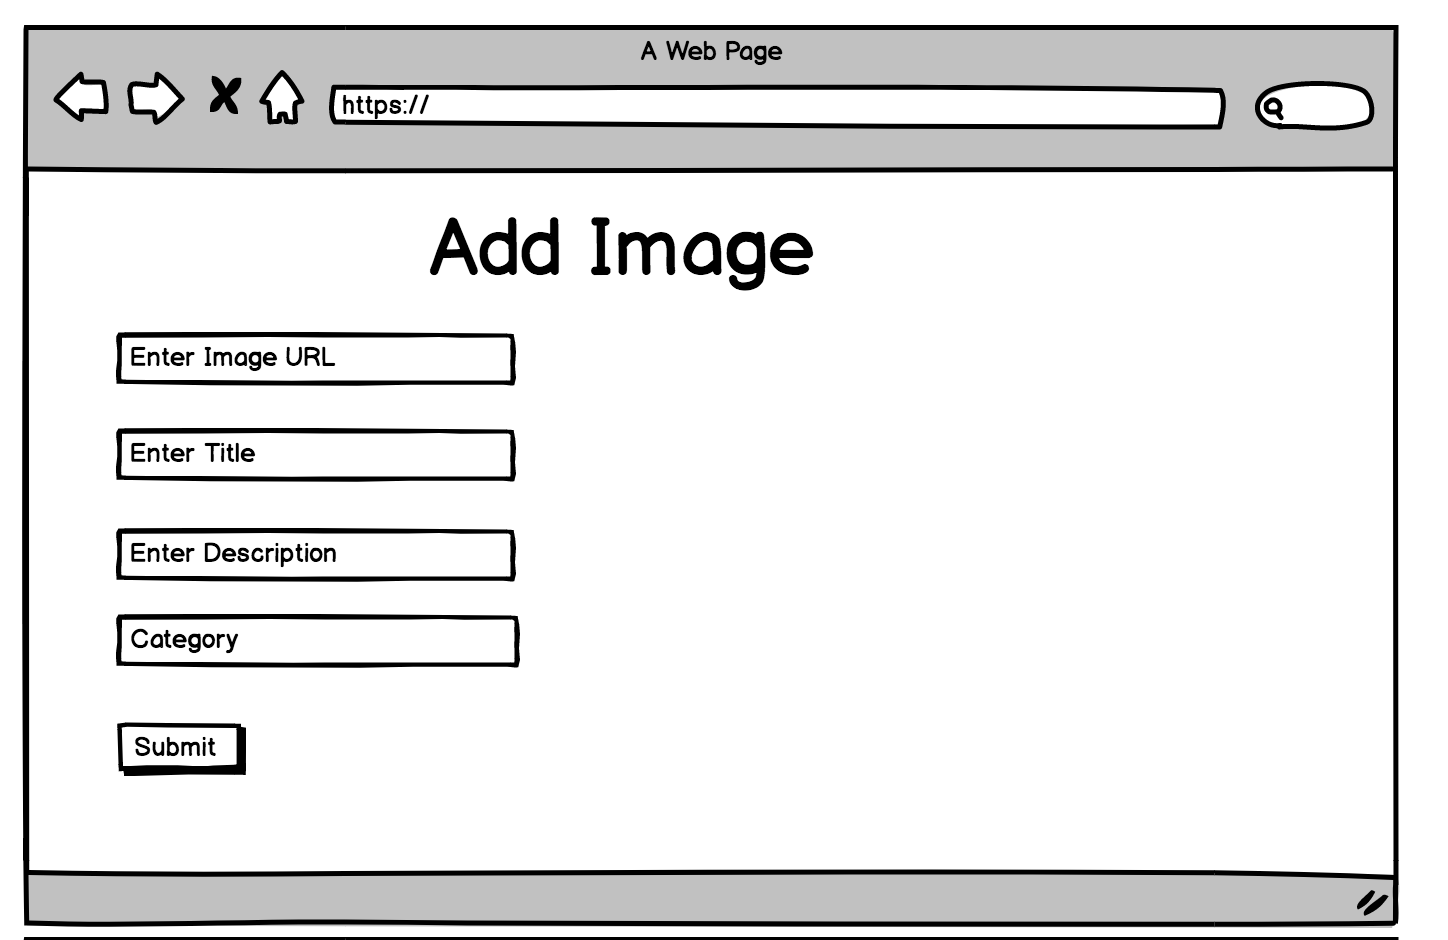 A Web Page
https://
Add Image
Enter Image URL
Enter Title
Enter Description
Category
Submit